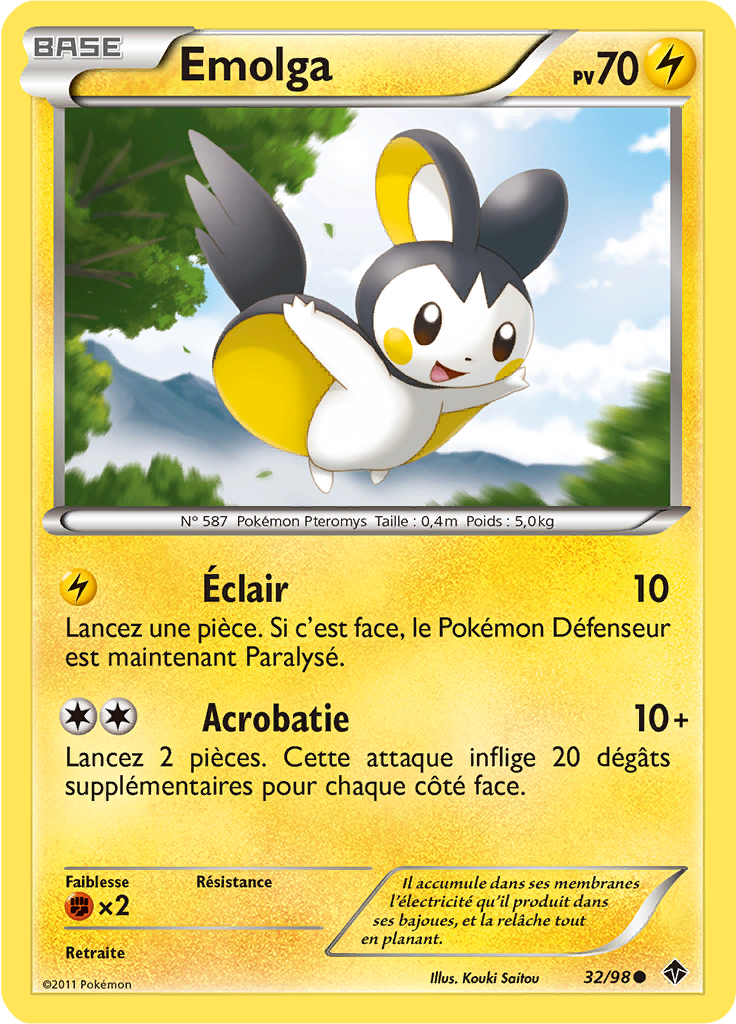 BASE
Emolga
PV 70
N° 587 Pokémon Pteromys Taille : 0,4 m Poids : 5,0 kg
Éclair 10
Lancez une pièce. Si c'est face, le Pokémon Défenseur
est maintenant Paralysé.
Acrobatie 10+
Lancez 2 pièces. Cette attaque inflige 20 dégâts
supplémentaires pour chaque côté face.
Faiblesse Résistance
×2
Retraite
Il accumule dans ses membranes
l'électricité qu'il produit dans
ses bajoues, et la relâche tout
en planant.
©2011 Pokémon
Illus. Kouki Saitou
32/98